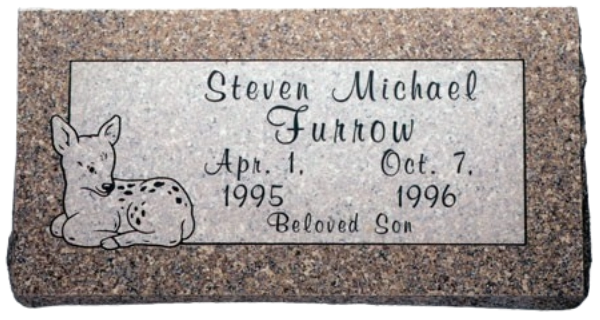 Steven Michael
Furrow
Apr. 1, Oct. 7,
1995 1996
Beloved Son